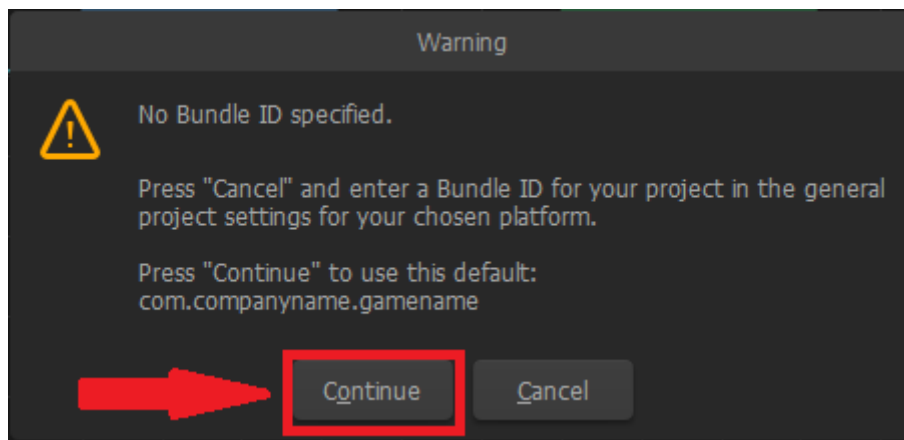 Warning
No Bundle ID specified.
Press "Cancel" and enter a Bundle ID for your project in the general
project settings for your chosen platform.
Press "Continue" to use this default:
com.companyname.gamename
Continue
Cancel